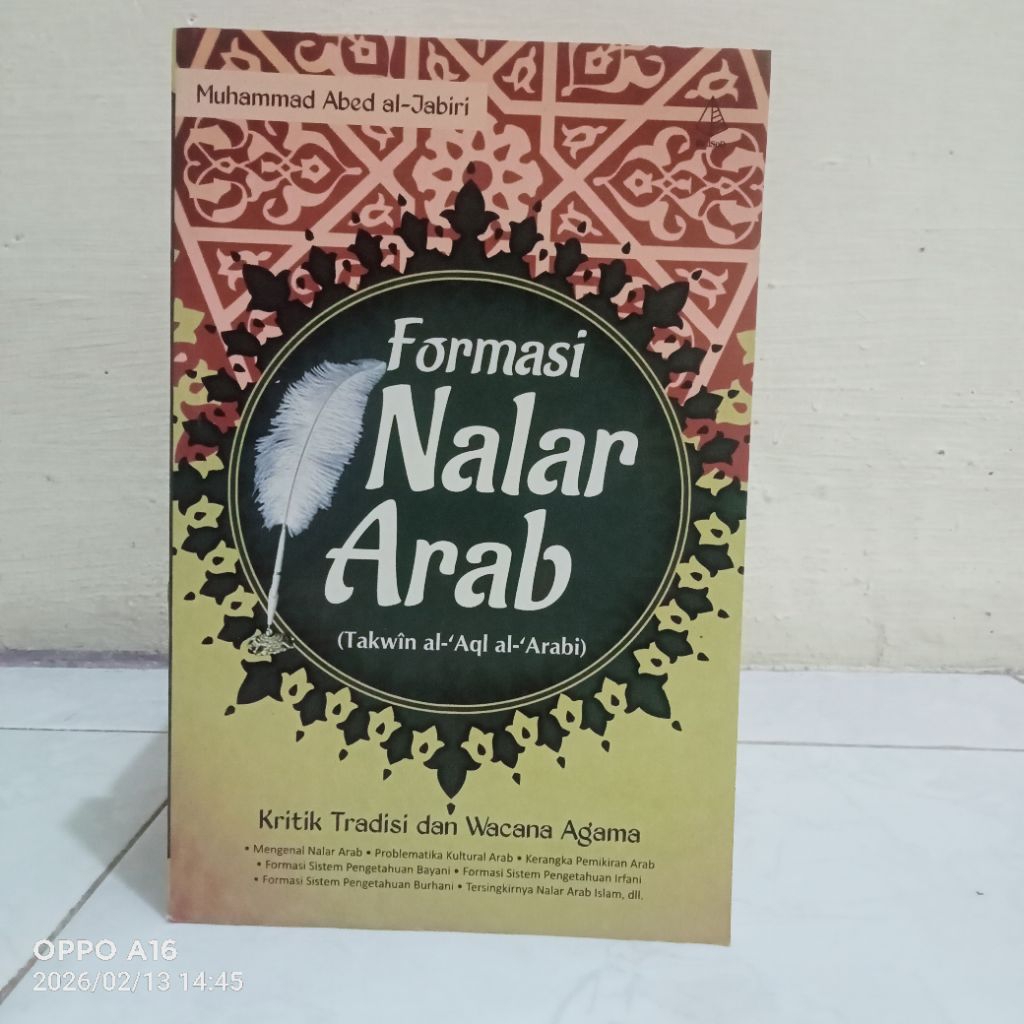 Muhammad Abed al-Jabiri
Formasi
Nalar
Arab
(Takwîn al-‘Aql al-‘Arabi)
Kritik Tradisi dan Wacana Agama
• Mengenal Nalar Arab • Problematika Kultural Arab • Kerangka Pemikiran Arab
• Formasi Sistem Pengetahuan Bayani • Formasi Sistem Pengetahuan Irfani
• Formasi Sistem Pengetahuan Burhani • Tersingkirnya Nalar Arab Islam, dll.
OPPO A16
2026/02/13 14:45